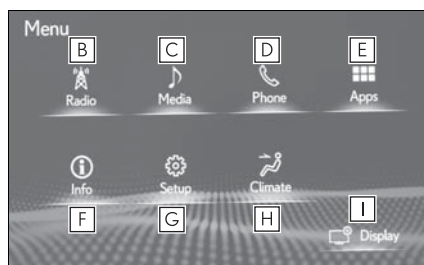 Menu
B C D E
Radio Media Phone Apps
Info Setup Climate
F G H I
Display